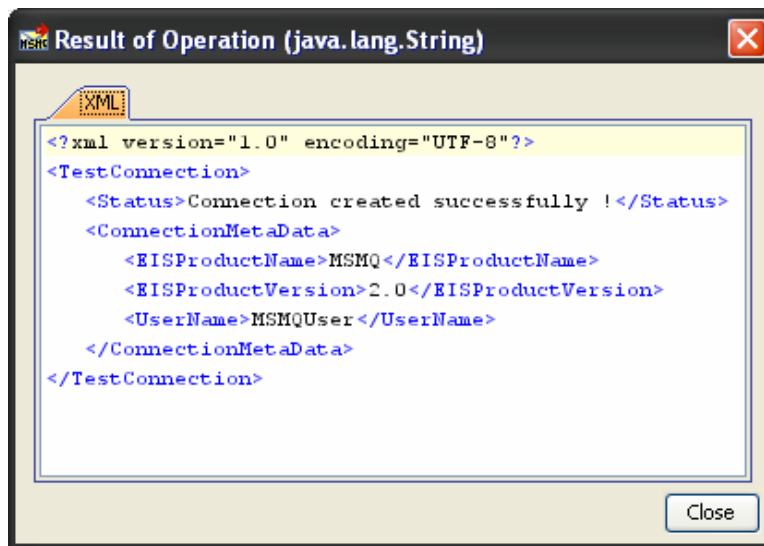 Result of Operation (java.lang.String)
XML
<?xml version="1.0" encoding="UTF-8"?>
<TestConnection>
<Status>Connection created successfully !</Status>
<ConnectionMetaData>
<EISProductName>MSMQ</EISProductName>
<EISProductVersion>2.0</EISProductVersion>
<UserName>MSMQUser</UserName>
</ConnectionMetaData>
</TestConnection>
Close